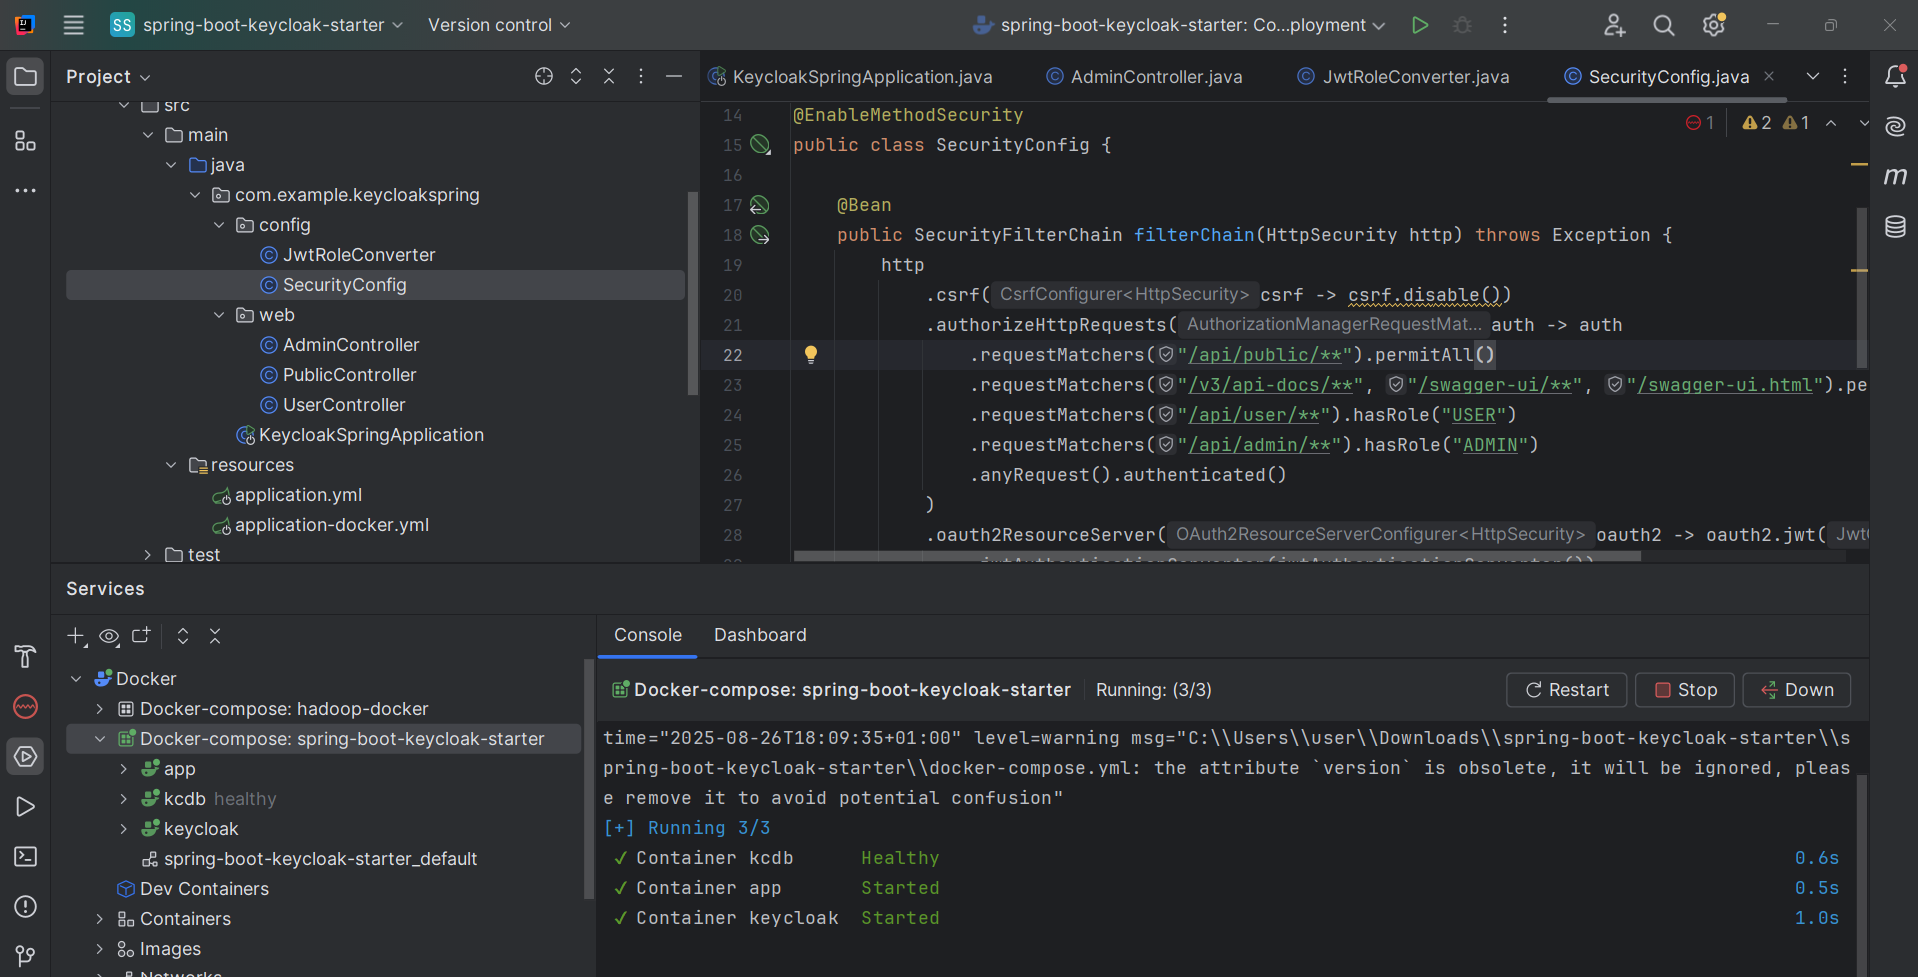 SS spring-boot-keycloak-starter Version control spring-boot-keycloak-starter: Co...ployment
Project
src
main
java
com.example.keycloakspring
config
JwtRoleConverter
SecurityConfig
web
AdminController
PublicController
UserController
KeycloakSpringApplication
resources
application.yml
application-docker.yml
test
KeycloakSpringApplication.java AdminController.java JwtRoleConverter.java SecurityConfig.java
1 2 1
14 @EnableMethodSecurity
15 public class SecurityConfig {
16
17 @Bean
18 public SecurityFilterChain filterChain(HttpSecurity http) throws Exception {
19 http
20 .csrf( CsrfConfigurer<HttpSecurity> csrf -> csrf.disable())
21 .authorizeHttpRequests( AuthorizationManagerRequestMat... auth -> auth
22 .requestMatchers("/api/public/**").permitAll()
23 .requestMatchers("/v3/api-docs/**", "/swagger-ui/**", "/swagger-ui.html").pe
24 .requestMatchers("/api/user/**").hasRole("USER")
25 .requestMatchers("/api/admin/**").hasRole("ADMIN")
26 .anyRequest().authenticated()
27 )
28 .oauth2ResourceServer( OAuth2ResourceServerConfigurer<HttpSecurity> oauth2 -> oauth2.jwt( Jwt
Services
Docker
Docker-compose: hadoop-docker
Docker-compose: spring-boot-keycloak-starter
app
kcdb healthy
keycloak
spring-boot-keycloak-starter_default
Dev Containers
Containers
Images
Networks
Console Dashboard
Docker-compose: spring-boot-keycloak-starter Running: (3/3) Restart Stop Down
time="2025-08-26T18:09:35+01:00" level=warning msg="C:\\Users\\user\\Downloads\\spring-boot-keycloak-starter\\s
pring-boot-keycloak-starter\\docker-compose.yml: the attribute `version` is obsolete, it will be ignored, pleas
e remove it to avoid potential confusion"
[+] Running 3/3
✓ Container kcdb Healthy 0.6s
✓ Container app Started 0.5s
✓ Container keycloak Started 1.0s